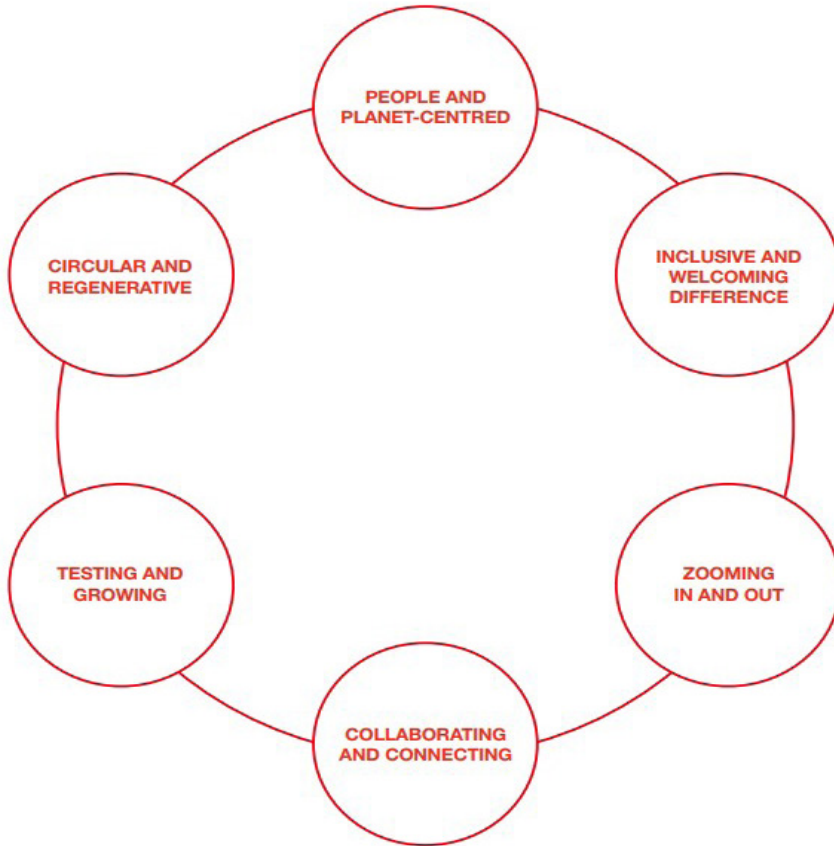 PEOPLE AND
PLANET-CENTRED
INCLUSIVE AND
WELCOMING
DIFFERENCE
ZOOMING
IN AND OUT
COLLABORATING
AND CONNECTING
TESTING AND
GROWING
CIRCULAR AND
REGENERATIVE